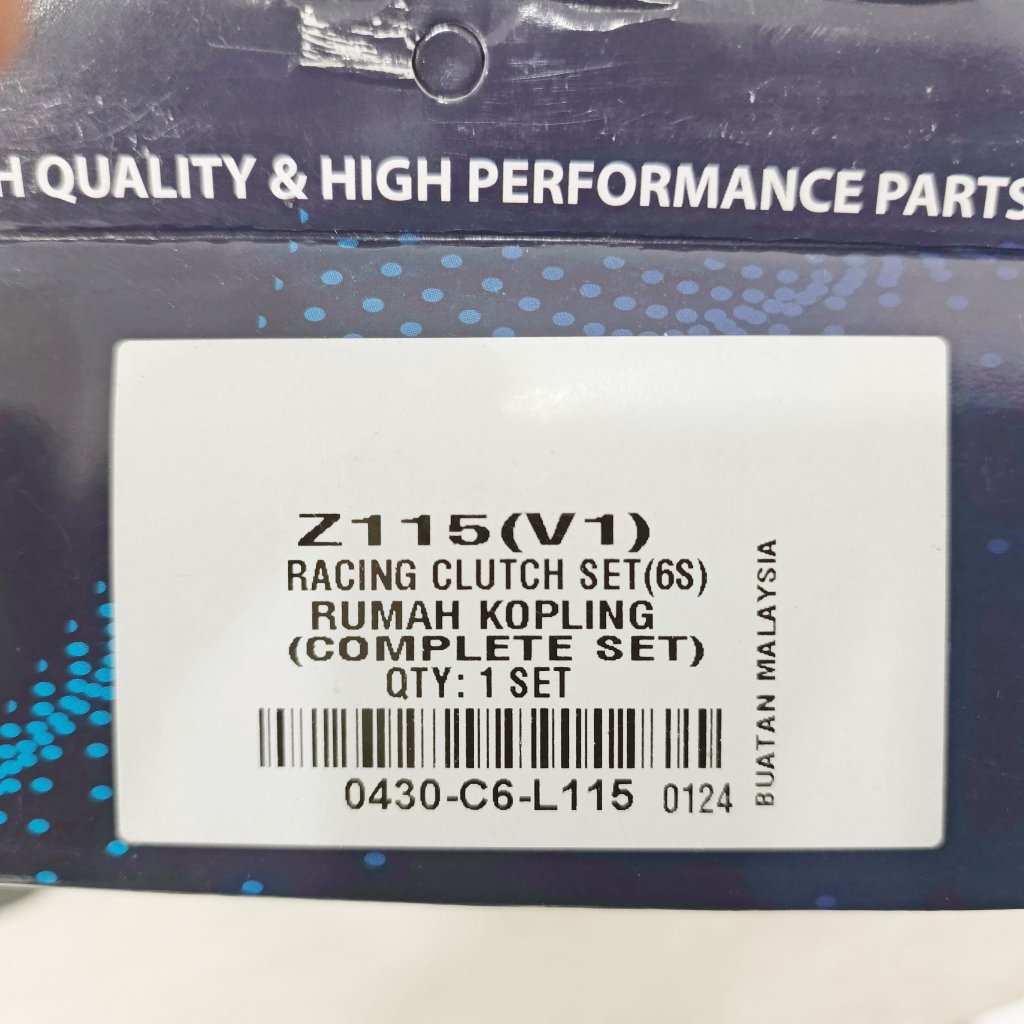 H QUALITY & HIGH PERFORMANCE PARTS
Z115(V1)
RACING CLUTCH SET(6S)
RUMAH KOPLING
(COMPLETE SET)
QTY: 1 SET
0430-C6-L115 0124
BUATAN MALAYSIA